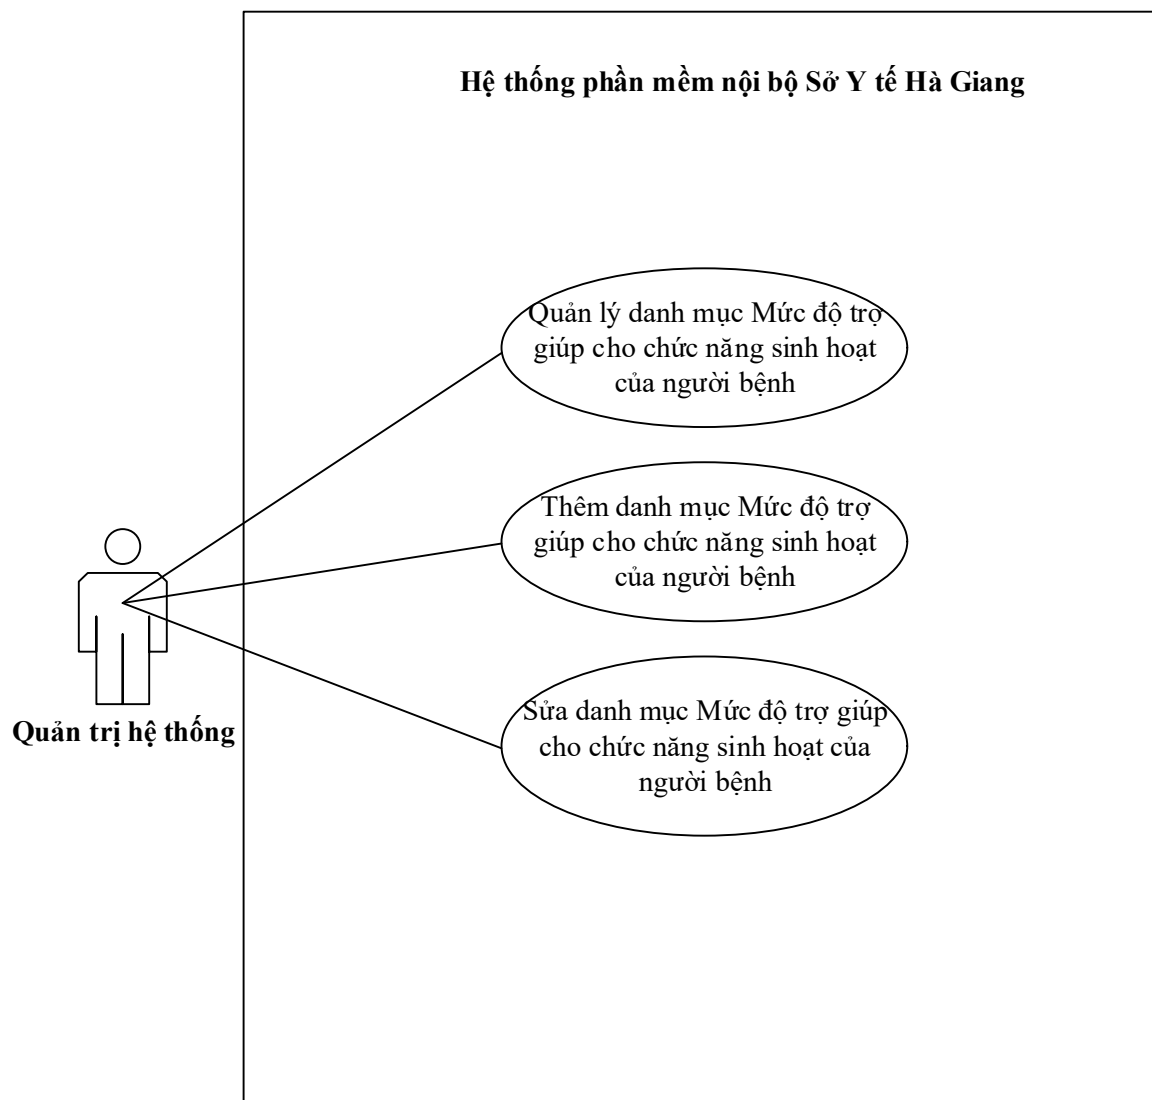 Hệ thống phần mềm nội bộ Sở Y tế Hà Giang
Quản lý danh mục Mức độ trợ
giúp cho chức năng sinh hoạt
của người bệnh
Thêm danh mục Mức độ trợ
giúp cho chức năng sinh hoạt
của người bệnh
Sửa danh mục Mức độ trợ giúp
cho chức năng sinh hoạt của
người bệnh
Quản trị hệ thống